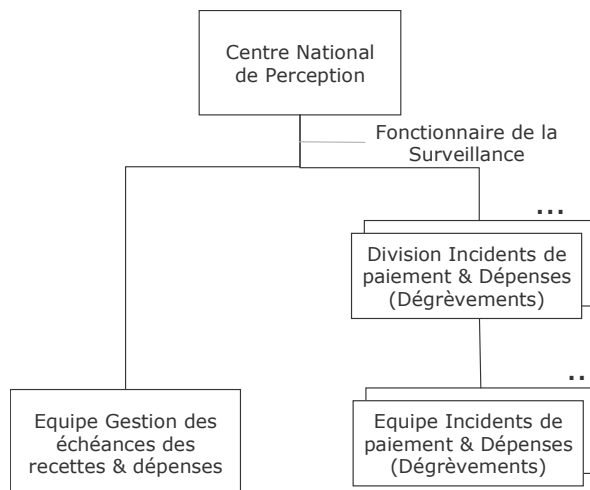 Centre National
de Perception
Fonctionnaire de la
Surveillance
...
Division Incidents de
paiement & Dépenses
(Dégrèvements)
..
Equipe Gestion des
échéances des
recettes & dépenses
Equipe Incidents de
paiement & Dépenses
(Dégrèvements)